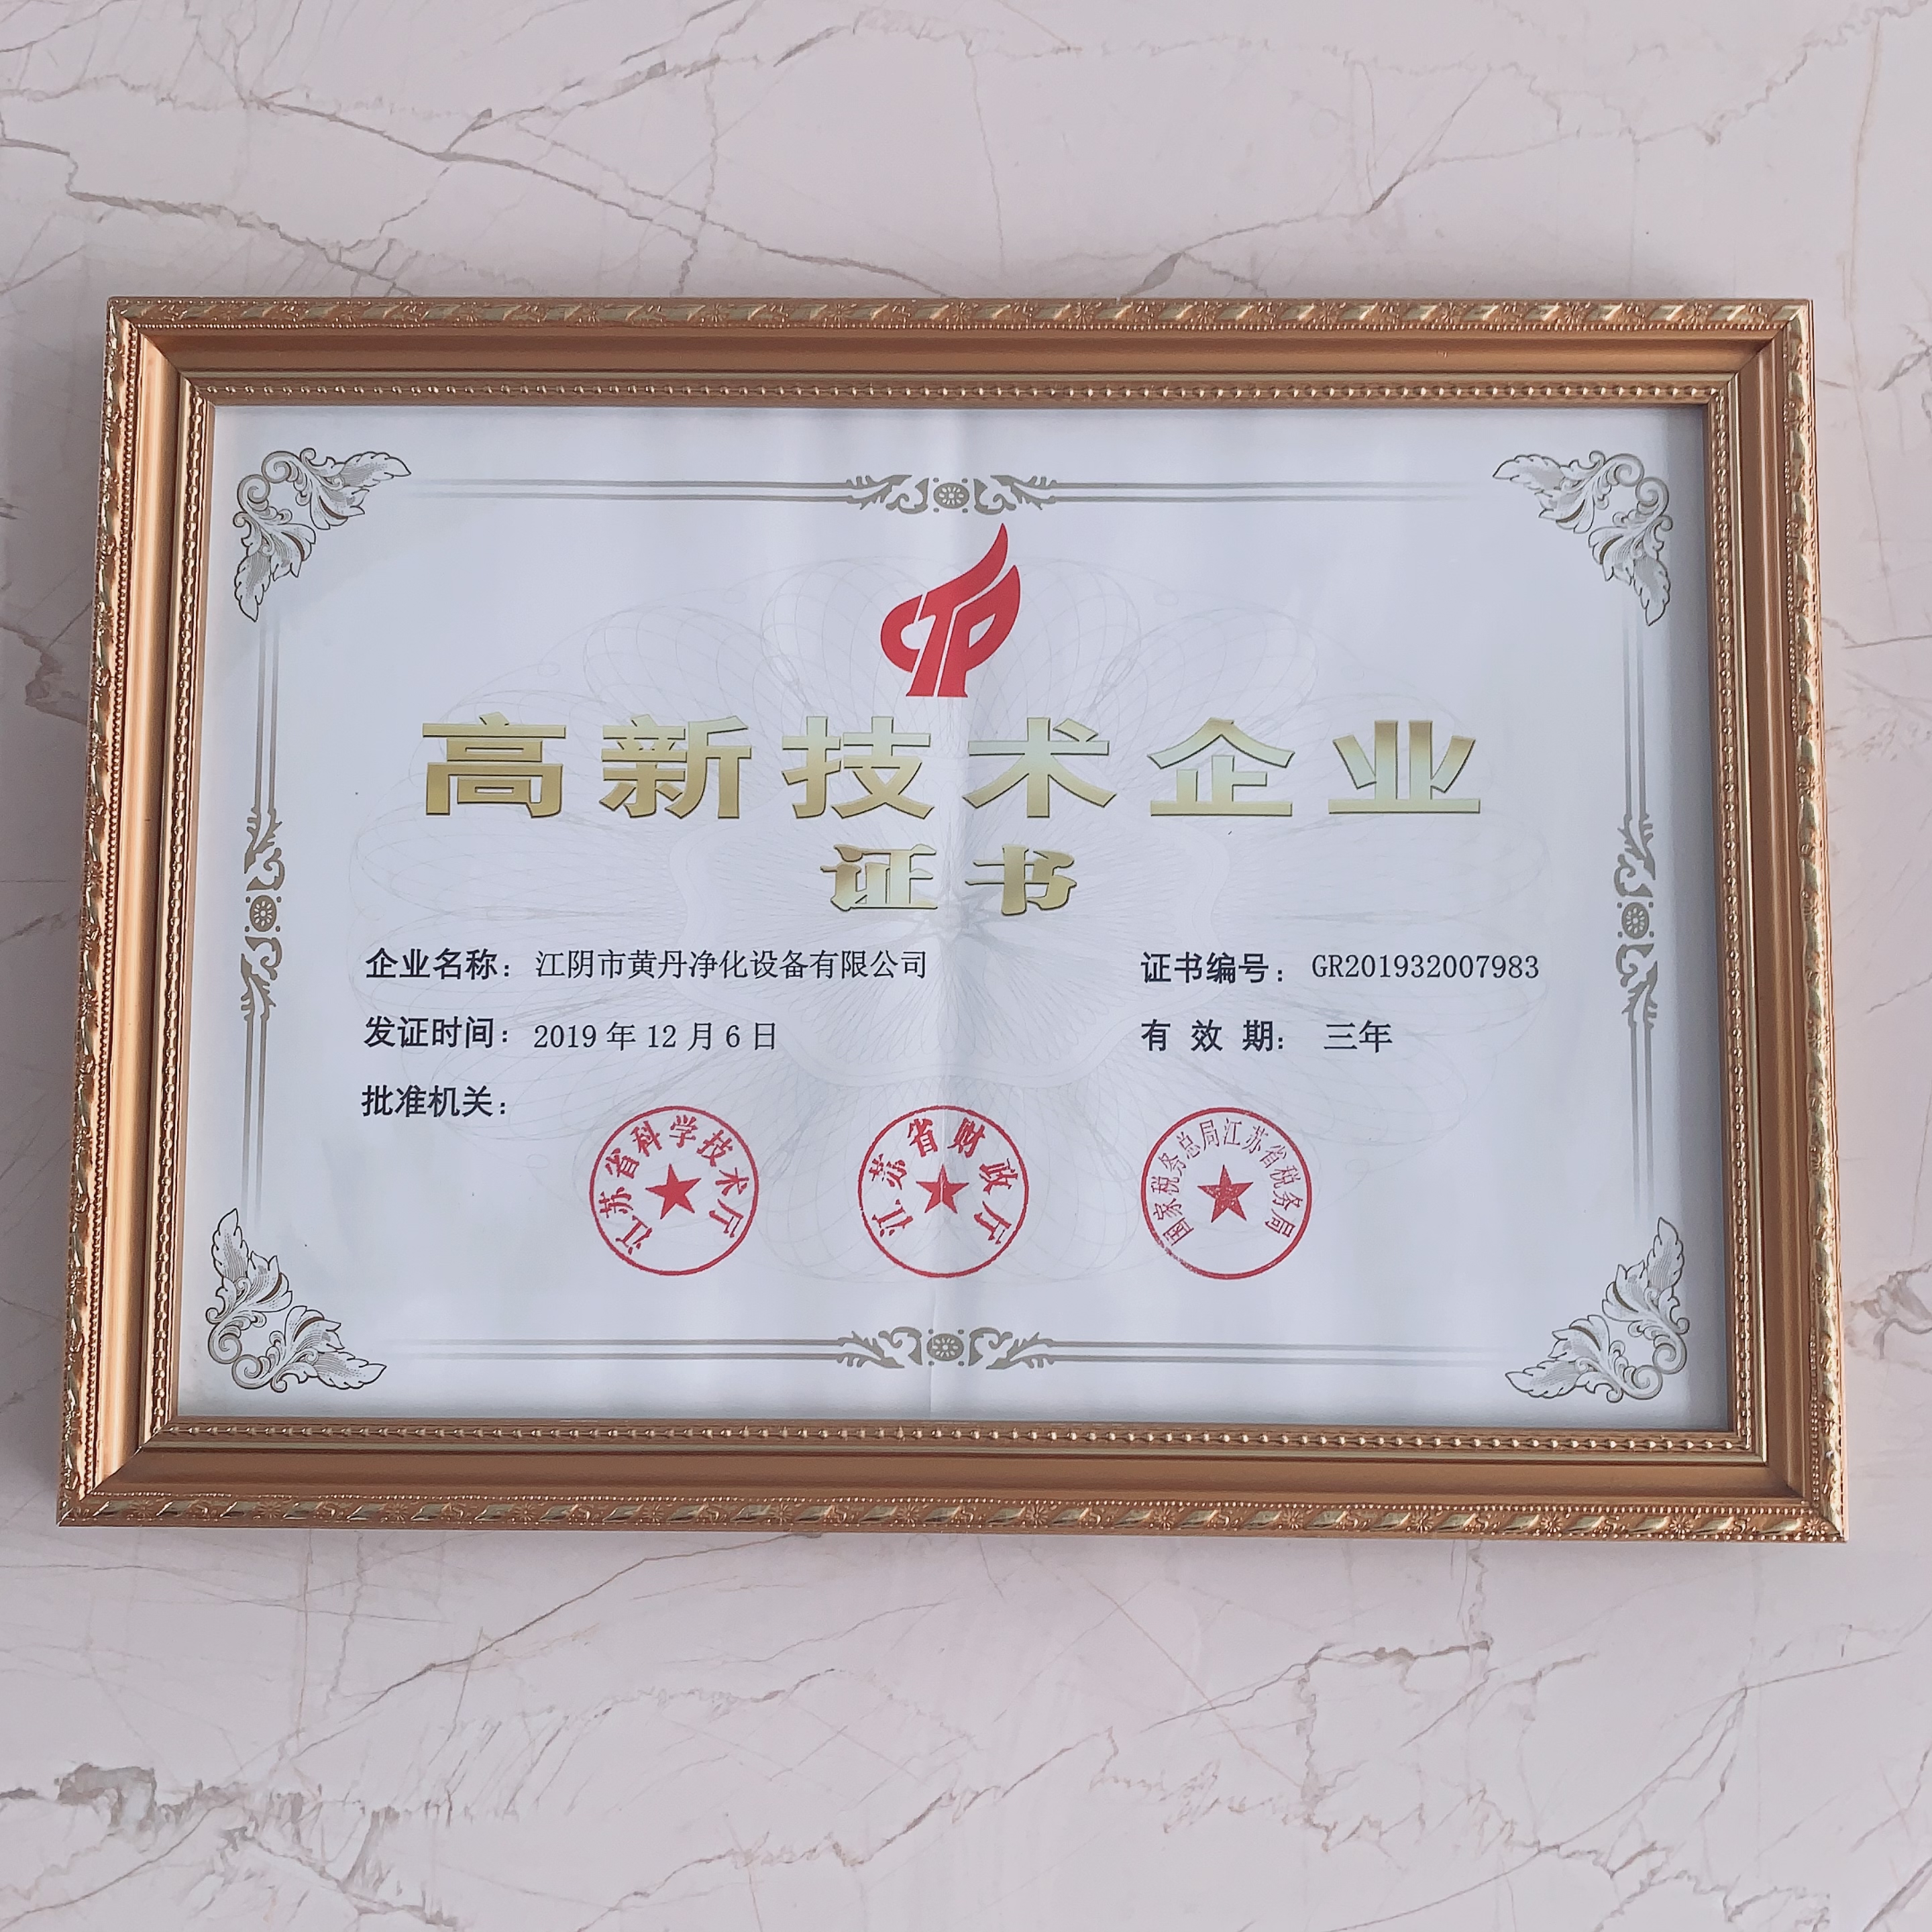 高新技术企业
证书
企业名称：江阴市黄丹净化设备有限公司
证书编号：GR201932007983
发证时间：2019年12月6日
有效期：三年
批准机关：
江苏省科学技术厅
江苏省财政厅
国家税务总局江苏省税务局